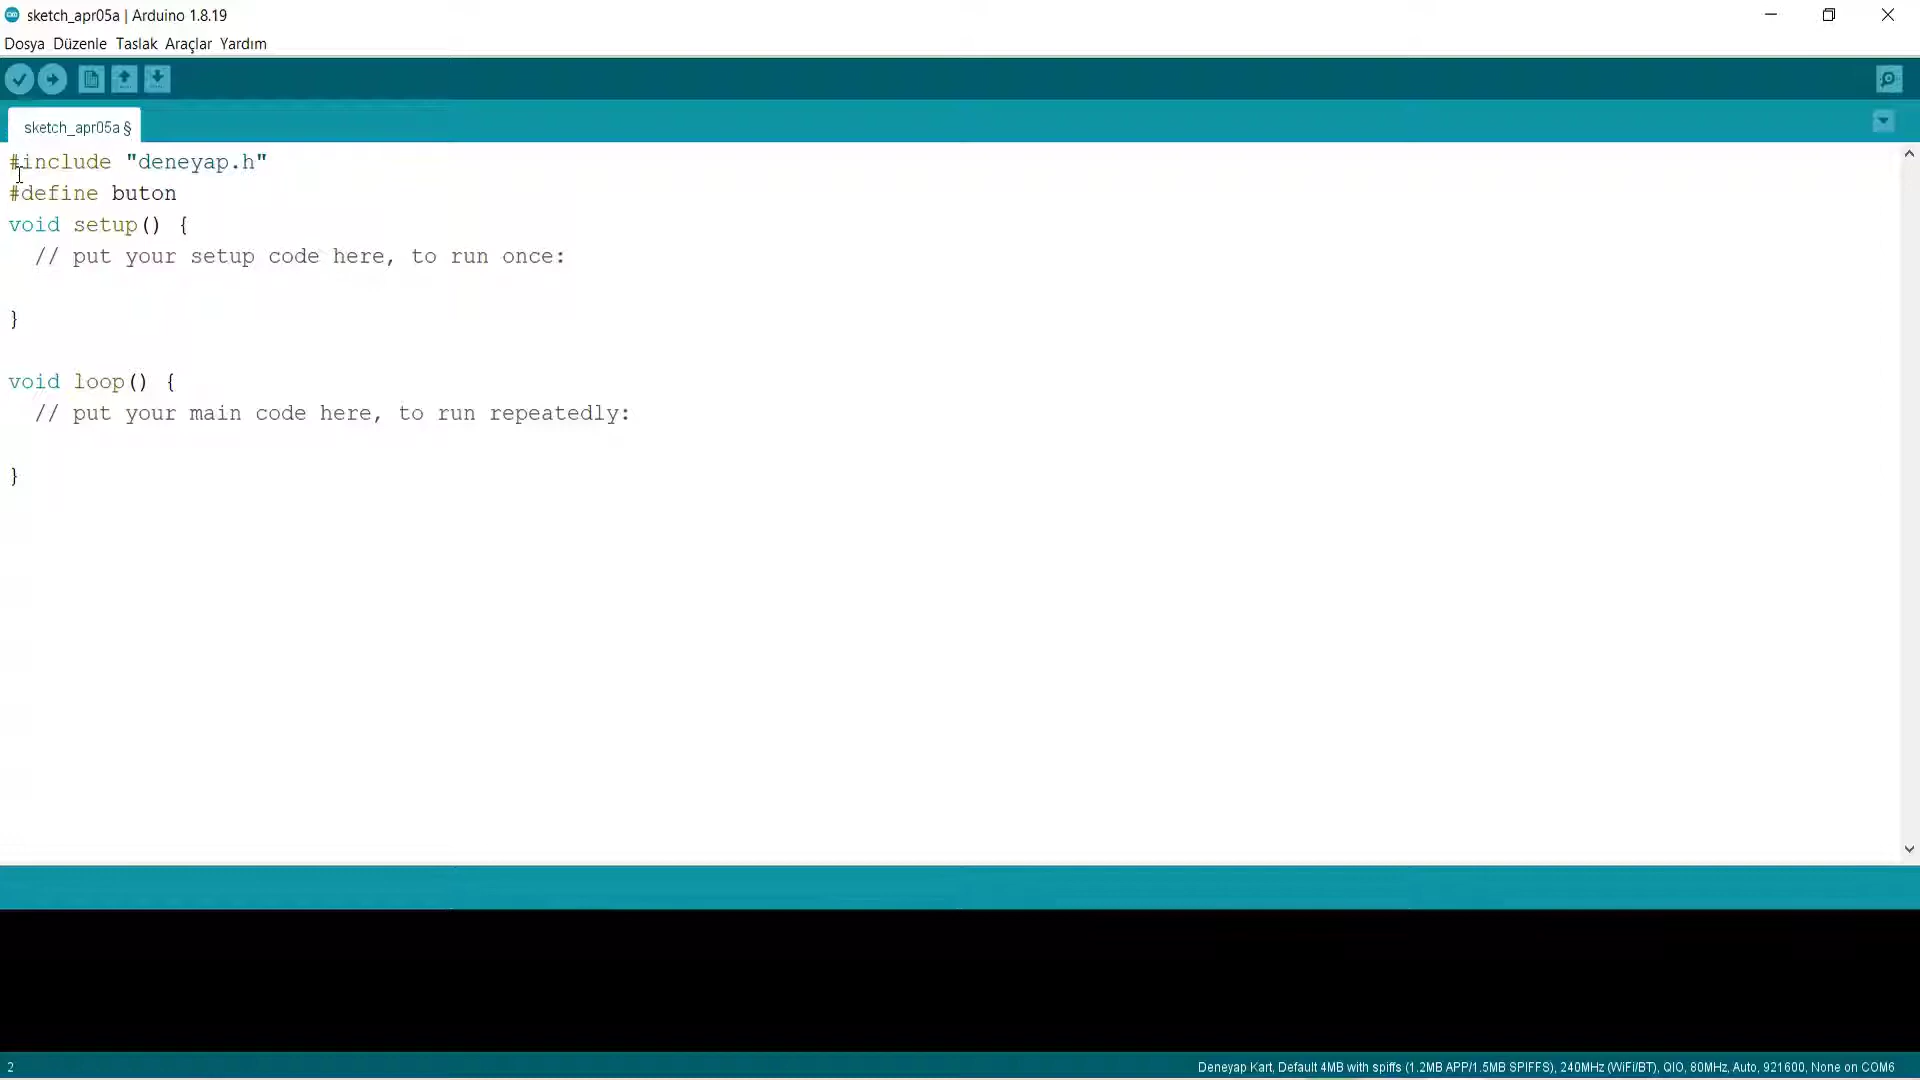 sketch_apr05a | Arduino 1.8.19
Dosya Düzenle Taslak Araçlar Yardım
sketch_apr05a §
#include "deneyap.h"
#define buton
void setup() {
  // put your setup code here, to run once:
}
void loop() {
  // put your main code here, to run repeatedly:
}
2
Deneyap Kart, Default 4MB with spiffs (1.2MB APP/1.5MB SPIFFS), 240MHz (WiFi/BT), QIO, 80MHz, Auto, 921600, None on COM6